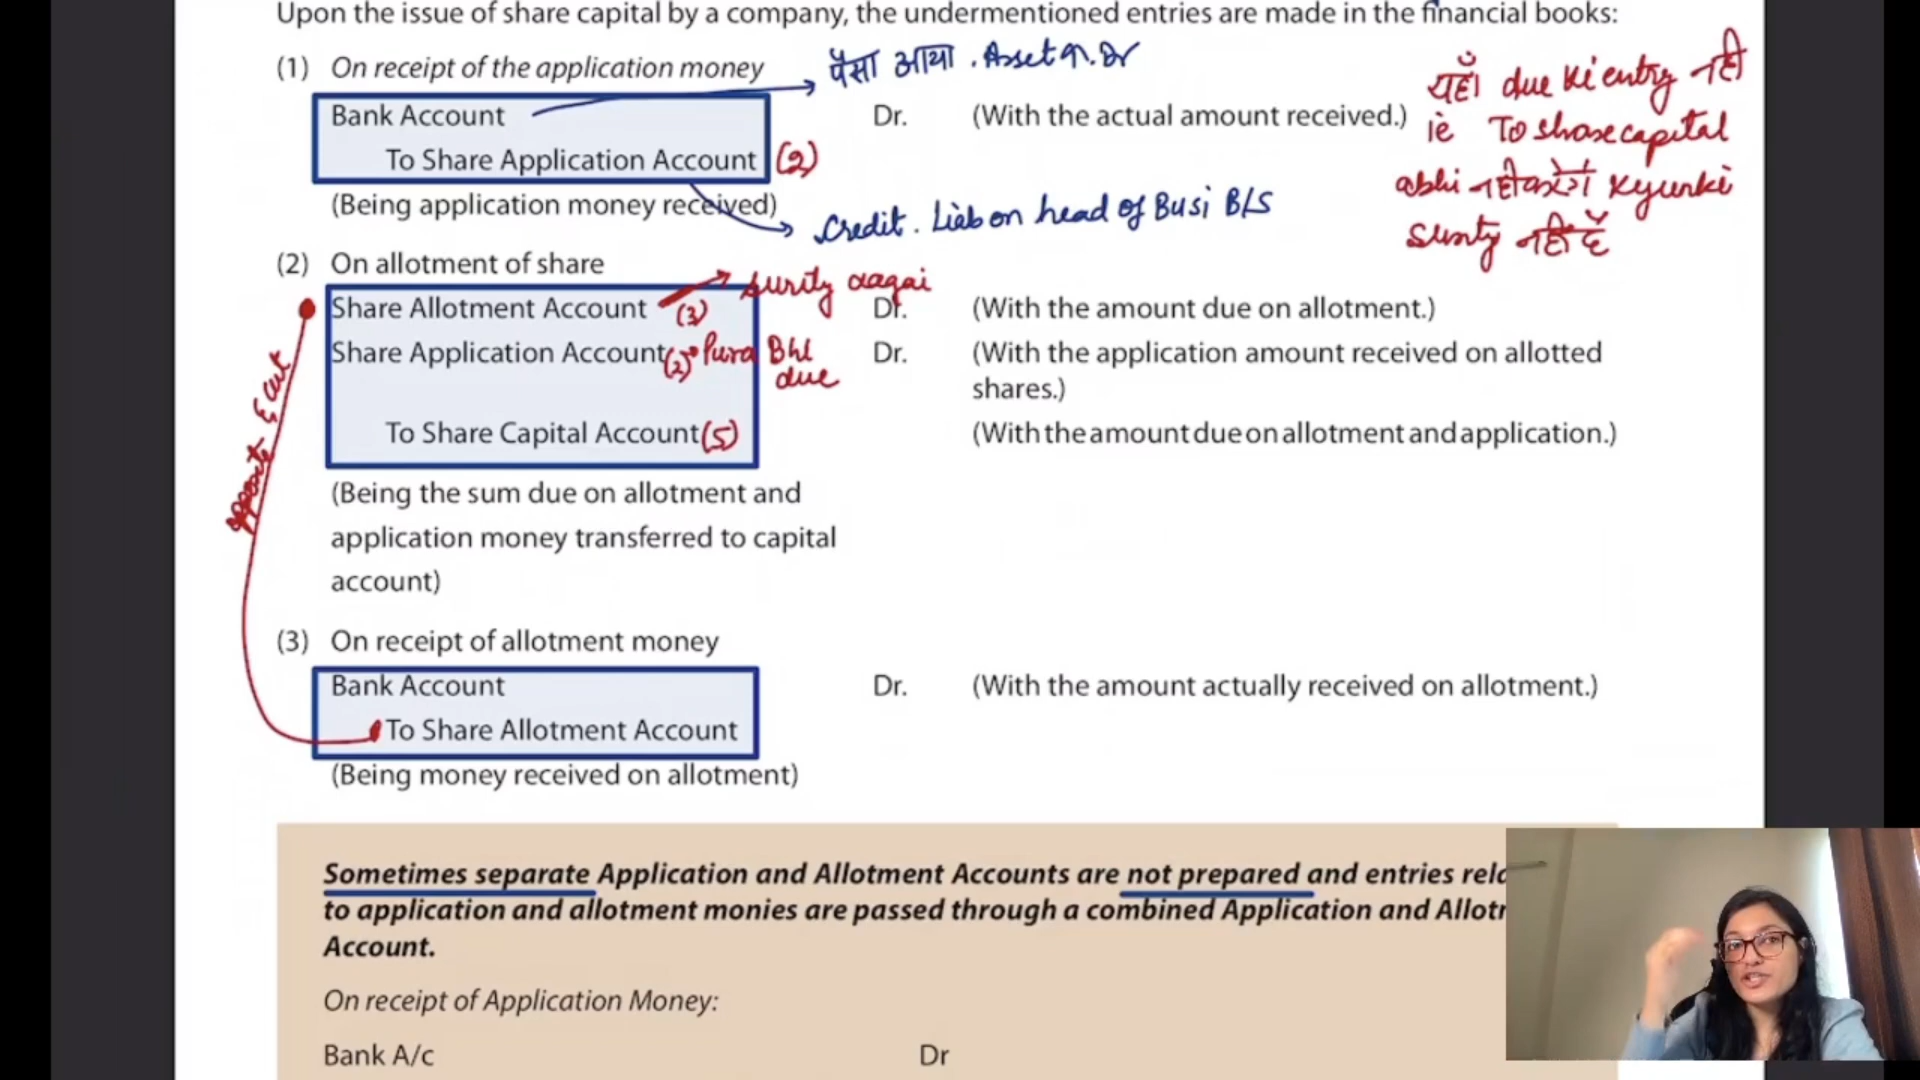 Upon the issue of share capital by a company, the undermentioned entries are made in the financial books:
(1) On receipt of the application money
पैसा आया . Asset ↑. Dr
Bank Account Dr. (With the actual amount received.)
To Share Application Account (2)
(Being application money received)
Credit. Liab on head of Busi B/S
यहाँ due ki entry नहीं
ie To share capital
abhi नहीं करेंगे kyunki
surity नहीं है
(2) On allotment of share
surity aagai
Share Allotment Account (3) Dr. (With the amount due on allotment.)
Share Application Account (2) Pura Bhi due Dr. (With the application amount received on allotted
shares.)
To Share Capital Account (5) (With the amount due on allotment and application.)
(Being the sum due on allotment and
application money transferred to capital
account)
opposite & cut
(3) On receipt of allotment money
Bank Account Dr. (With the amount actually received on allotment.)
To Share Allotment Account
(Being money received on allotment)
Sometimes separate Application and Allotment Accounts are not prepared and entries rel
to application and allotment monies are passed through a combined Application and Allot
Account.
On receipt of Application Money:
Bank A/c Dr